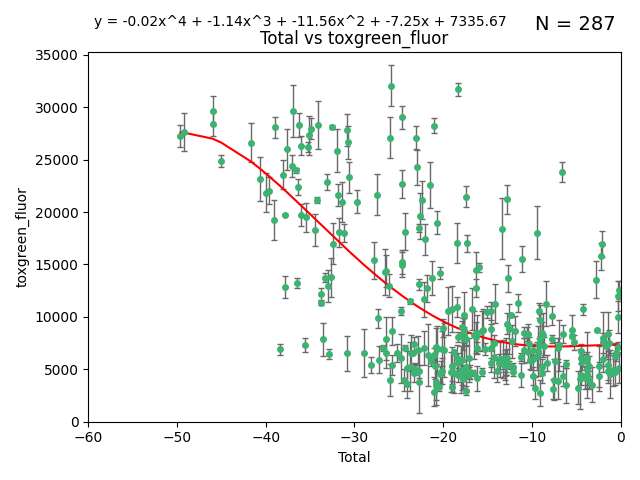 y = -0.02x^4 + -1.14x^3 + -11.56x^2 + -7.25x + 7335.67
N = 287
Total vs toxgreen_fluor
35000
30000
25000
20000
15000
10000
5000
0
toxgreen_fluor
−60 −50 −40 −30 −20 −10 0
Total